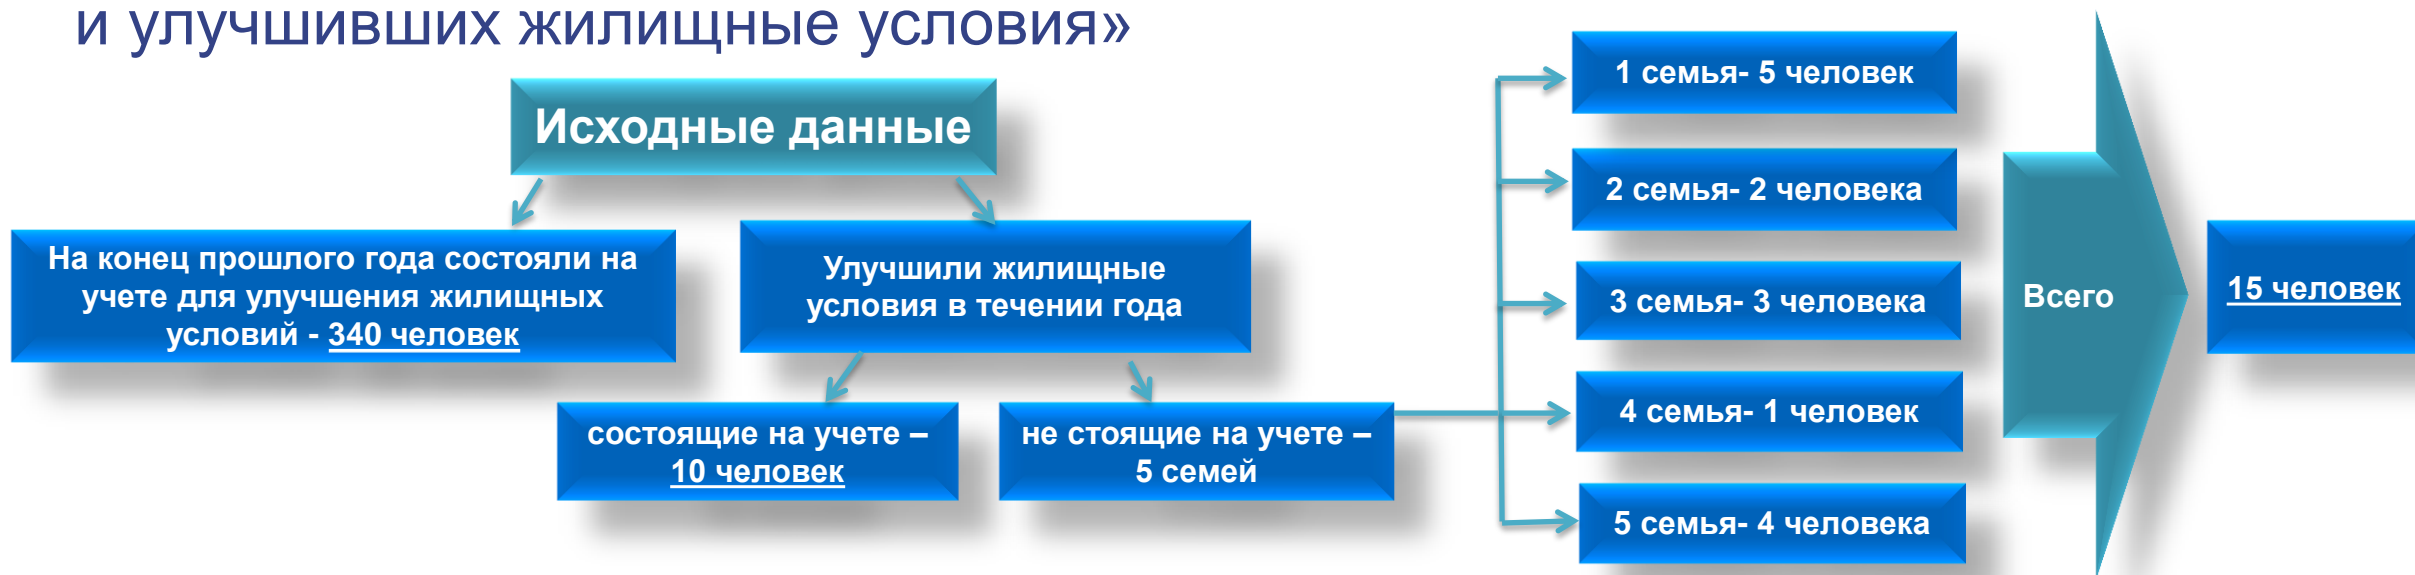 и улучшивших жилищные условия»
Исходные данные
На конец прошлого года состояли на
учете для улучшения жилищных
условий - 340 человек
Улучшили жилищные
условия в течении года
состоящие на учете –
10 человек
не стоящие на учете –
5 семей
1 семья- 5 человек
2 семья- 2 человека
3 семья- 3 человека
4 семья- 1 человек
5 семья- 4 человека
Всего
15 человек